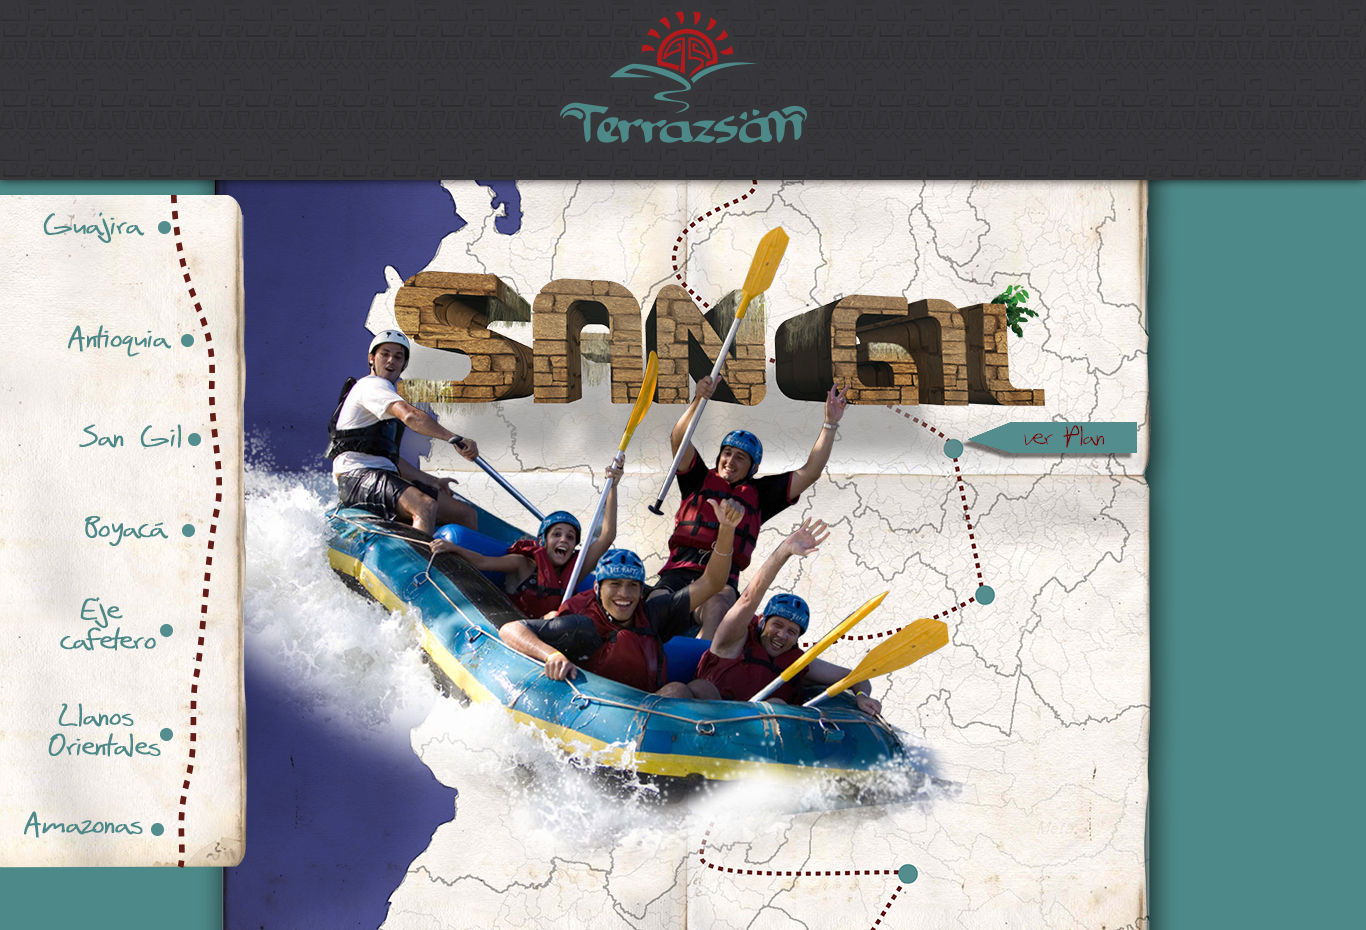 Terrazsän
Guajira
Antioquia
San Gil
Boyacá
Eje
cafetero
Llanos
Orientales
Amazonas
SAN GIL
ver Plan